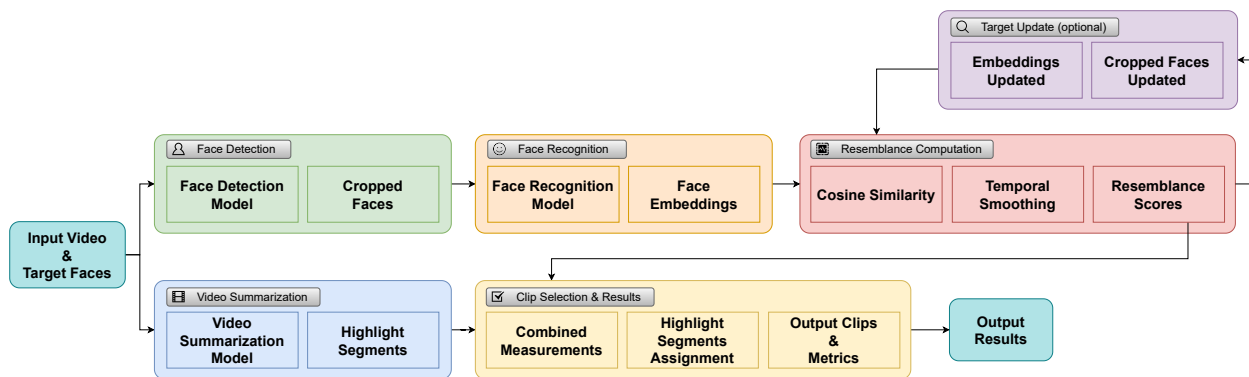 Target Update (optional)
Embeddings
Updated
Cropped Faces
Updated
Face Detection
Face Detection
Model
Cropped
Faces
Face Recognition
Face Recognition
Model
Face
Embeddings
Resemblance Computation
Cosine Similarity
Temporal
Smoothing
Resemblance
Scores
Input Video
&
Target Faces
Video Summarization
Video
Summarization
Model
Highlight
Segments
Clip Selection & Results
Combined
Measurements
Highlight
Segments
Assignment
Output Clips
&
Metrics
Output
Results